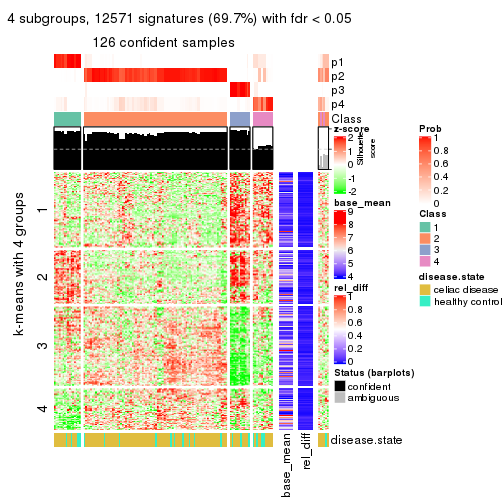 4 subgroups, 12571 signatures (69.7%) with fdr < 0.05
126 confident samples
p1
p2
p3
p4
Class
Silhouette
score
k-means with 4 groups
1
2
3
4
base_mean
rel_diff
disease.state
z-score
2
1
0
-1
-2
base_mean
9
8
7
6
5
4
rel_diff
1
0.8
0.6
0.4
0.2
0
Status (barplots)
confident
ambiguous
Prob
1
0.8
0.6
0.4
0.2
0
Class
1
2
3
4
disease.state
celiac disease
healthy control